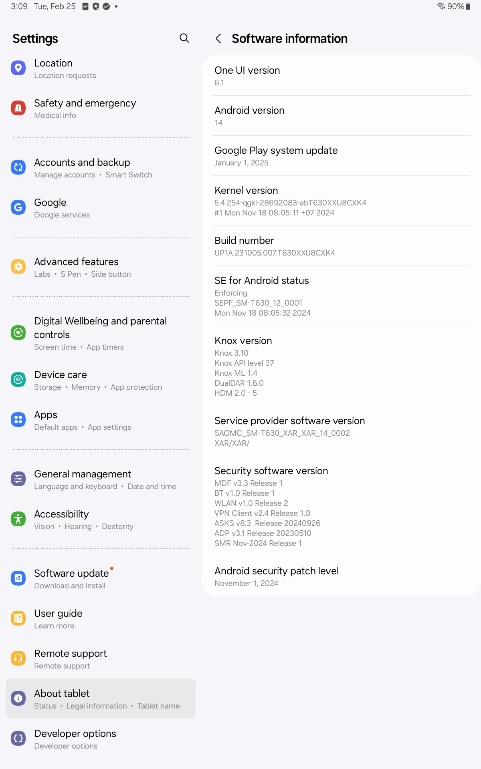 3:09 Tue, Feb 25
90%
Settings
Location
Location requests
Safety and emergency
Medical info
Accounts and backup
Manage accounts • Smart Switch
Google
Google services
Advanced features
Labs • S Pen • Side button
Digital Wellbeing and parental
controls
Screen time • App timers
Device care
Storage • Memory • App protection
Apps
Default apps • App settings
General management
Language and keyboard • Date and time
Accessibility
Vision • Hearing • Dexterity
Software update
Download and install
User guide
Learn more
Remote support
Remote support
About tablet
Status • Legal information • Tablet name
Developer options
Developer options
Software information
One UI version
6.1
Android version
14
Google Play system update
January 1, 2025
Kernel version
5.4.254-qgki-28692083-abT630XXU8CXK4
#1 Mon Nov 18 08:05:11 +07 2024
Build number
UP1A.231005.007.T630XXU8CXK4
SE for Android status
Enforcing
SEPF_SM-T630_12_0001
Mon Nov 18 08:05:32 2024
Knox version
Knox 3.10
Knox API level 37
Knox ML 1.4
DualDAR 1.6.0
HDM 2.0 - 5
Service provider software version
SAOMC_SM-T630_XAR_XAR_14_0002
XAR/XAR/
Security software version
MDF v3.3 Release 1
BT v1.0 Release 1
WLAN v1.0 Release 2
VPN Client v2.4 Release 1.0
ASKS v8.3 Release 20240926
ADP v3.1 Release 20230510
SMR Nov-2024 Release 1
Android security patch level
November 1, 2024